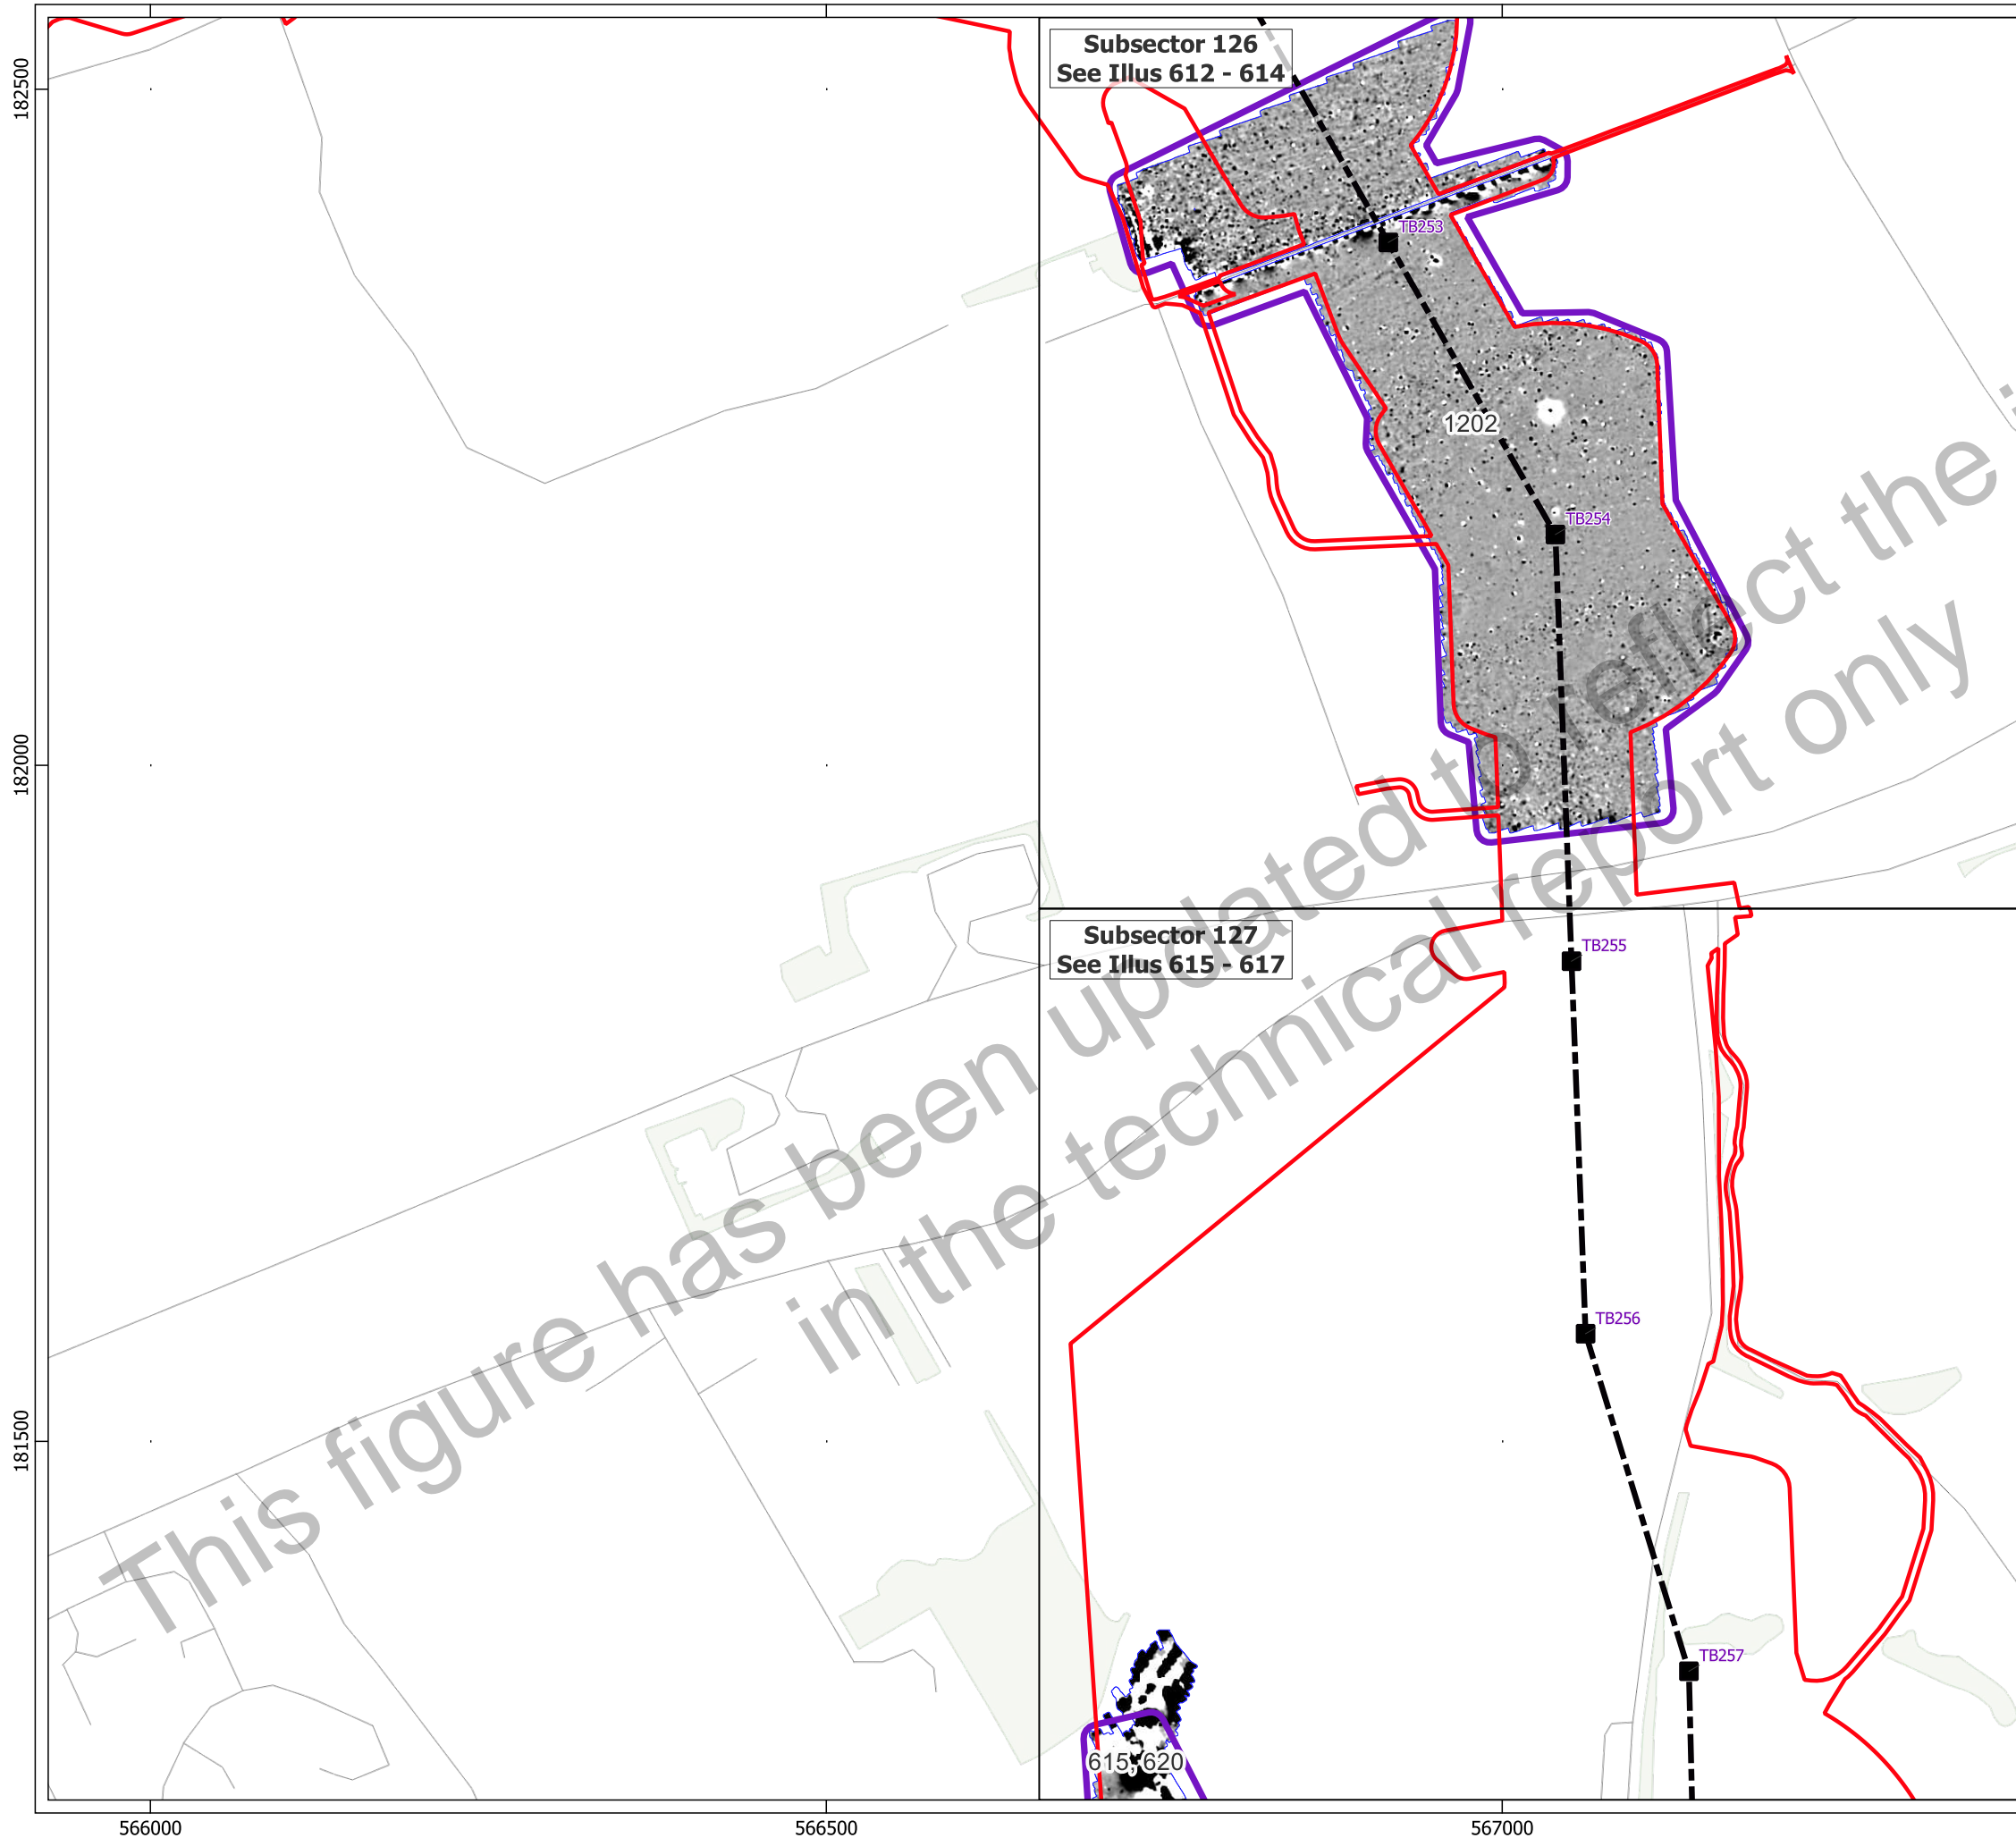 Subsector 126
See Illus 612 - 614
182500
TB253
1202
TB254
182000
Subsector 127
See Illus 615 - 617
TB255
TB256
181500
TB257
615, 620
566000
566500
567000
This figure has been updated to reflect the
in the technical report only